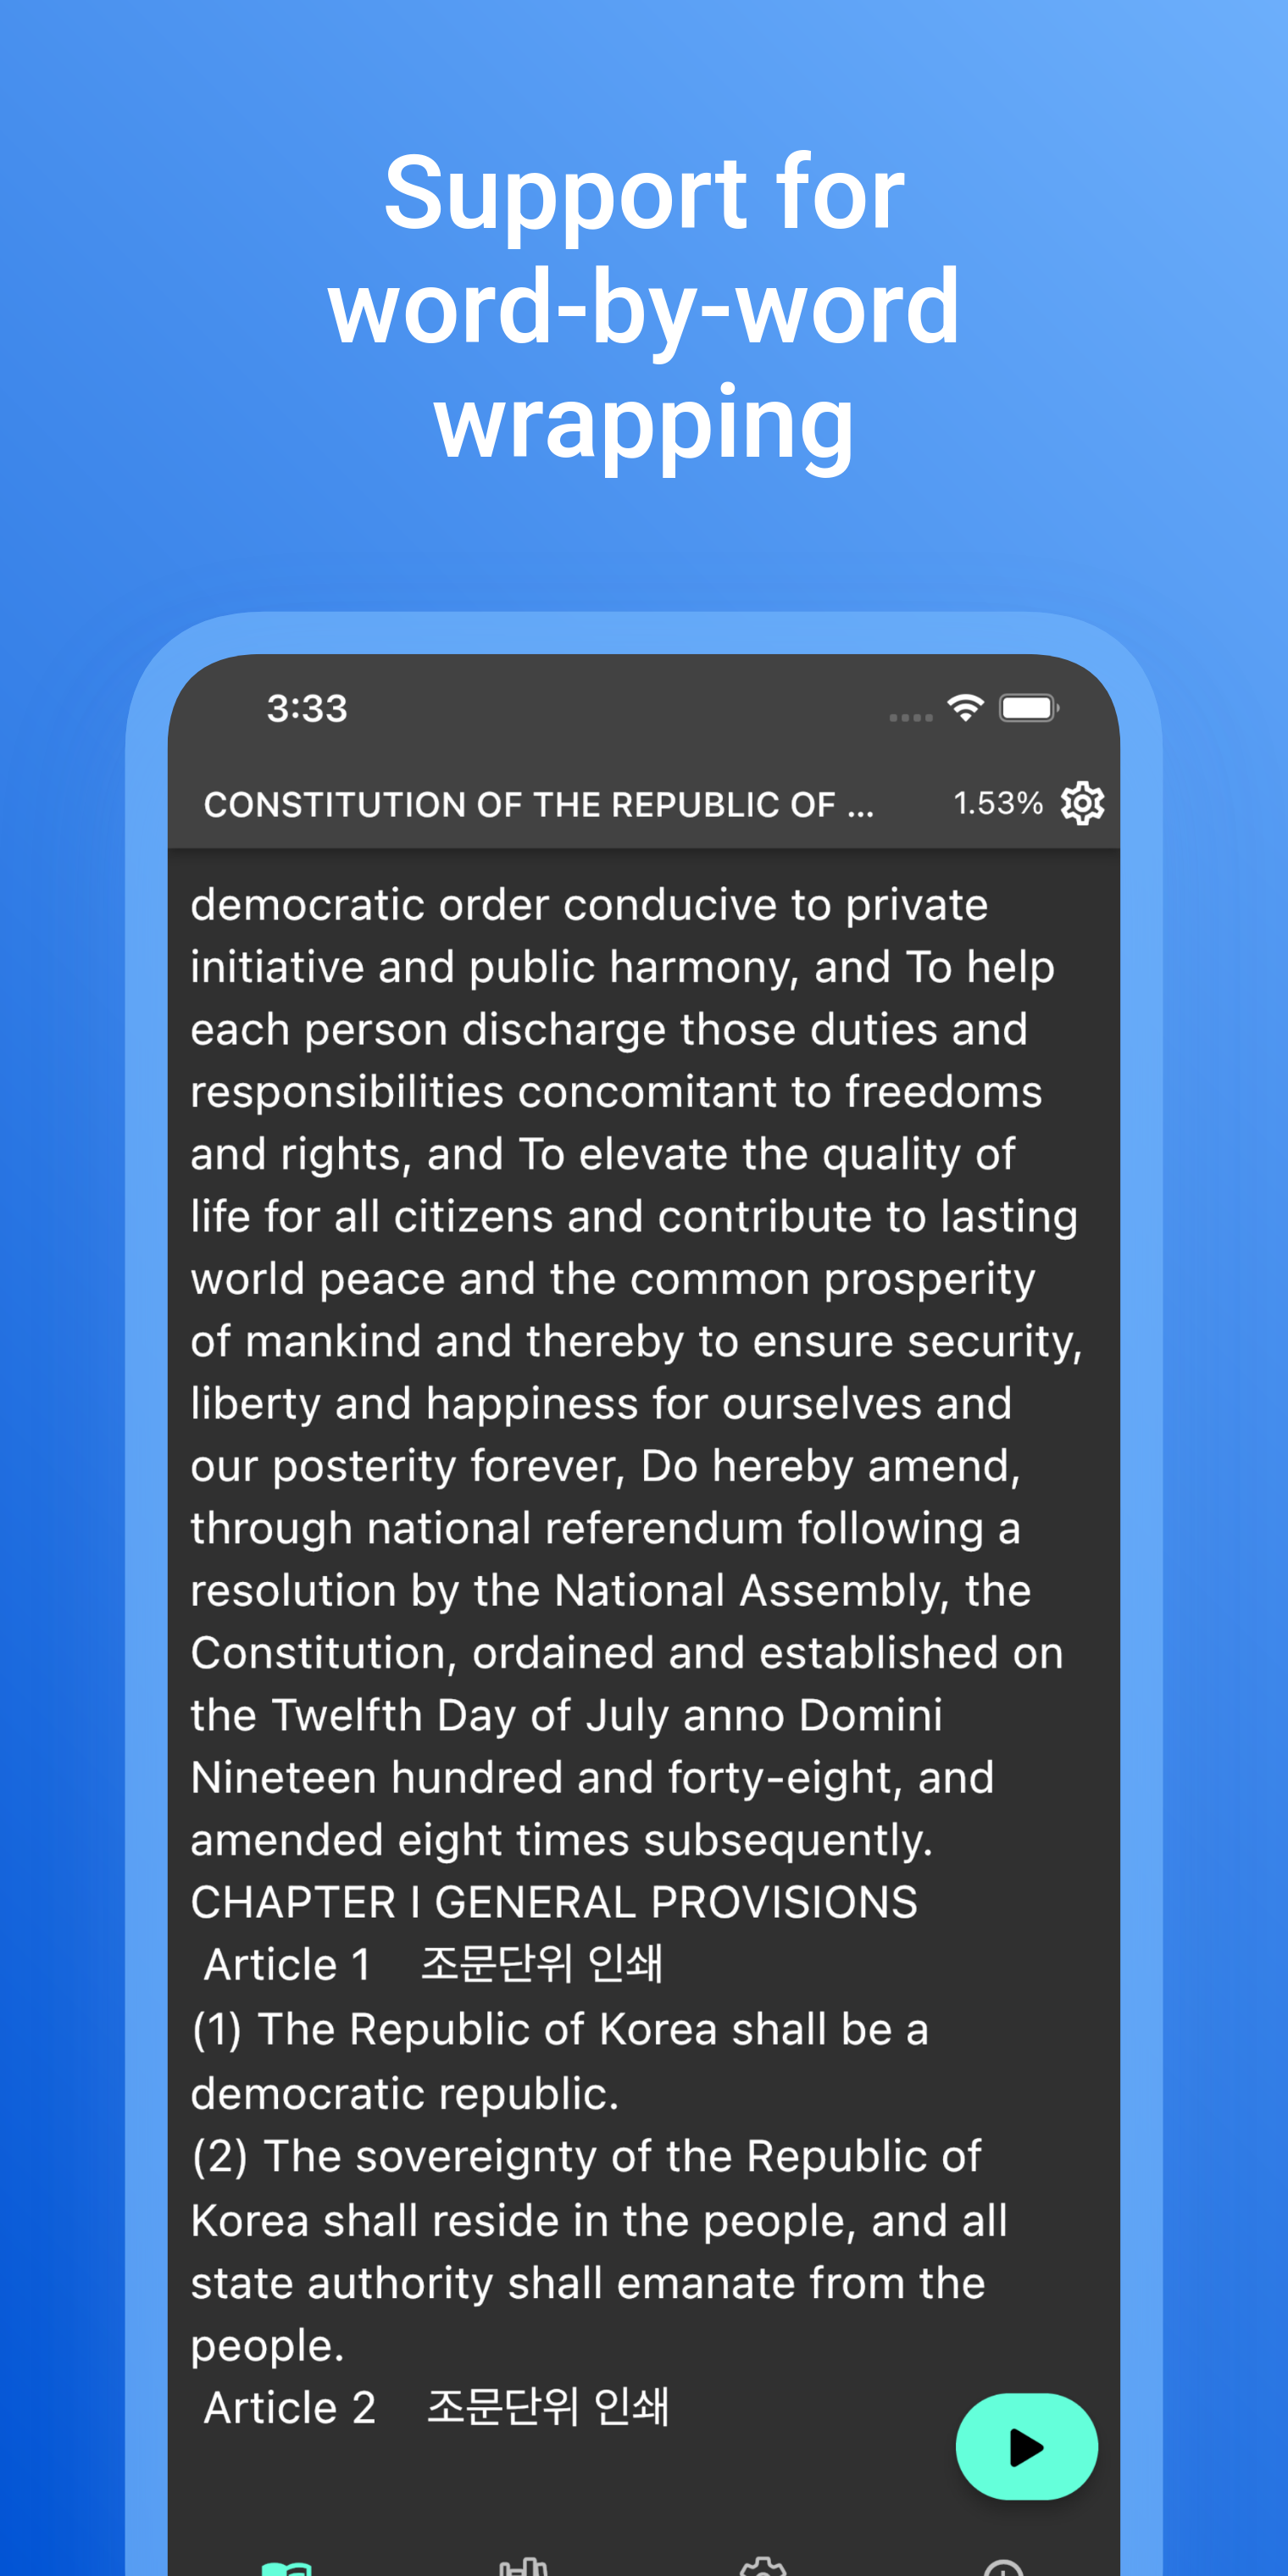 Support for
word-by-word
wrapping
3:33
CONSTITUTION OF THE REPUBLIC OF ...
1.53%
democratic order conducive to private
initiative and public harmony, and To help
each person discharge those duties and
responsibilities concomitant to freedoms
and rights, and To elevate the quality of
life for all citizens and contribute to lasting
world peace and the common prosperity
of mankind and thereby to ensure security,
liberty and happiness for ourselves and
our posterity forever, Do hereby amend,
through national referendum following a
resolution by the National Assembly, the
Constitution, ordained and established on
the Twelfth Day of July anno Domini
Nineteen hundred and forty-eight, and
amended eight times subsequently.
CHAPTER I GENERAL PROVISIONS
Article 1 조문단위 인쇄
(1) The Republic of Korea shall be a
democratic republic.
(2) The sovereignty of the Republic of
Korea shall reside in the people, and all
state authority shall emanate from the
people.
Article 2 조문단위 인쇄